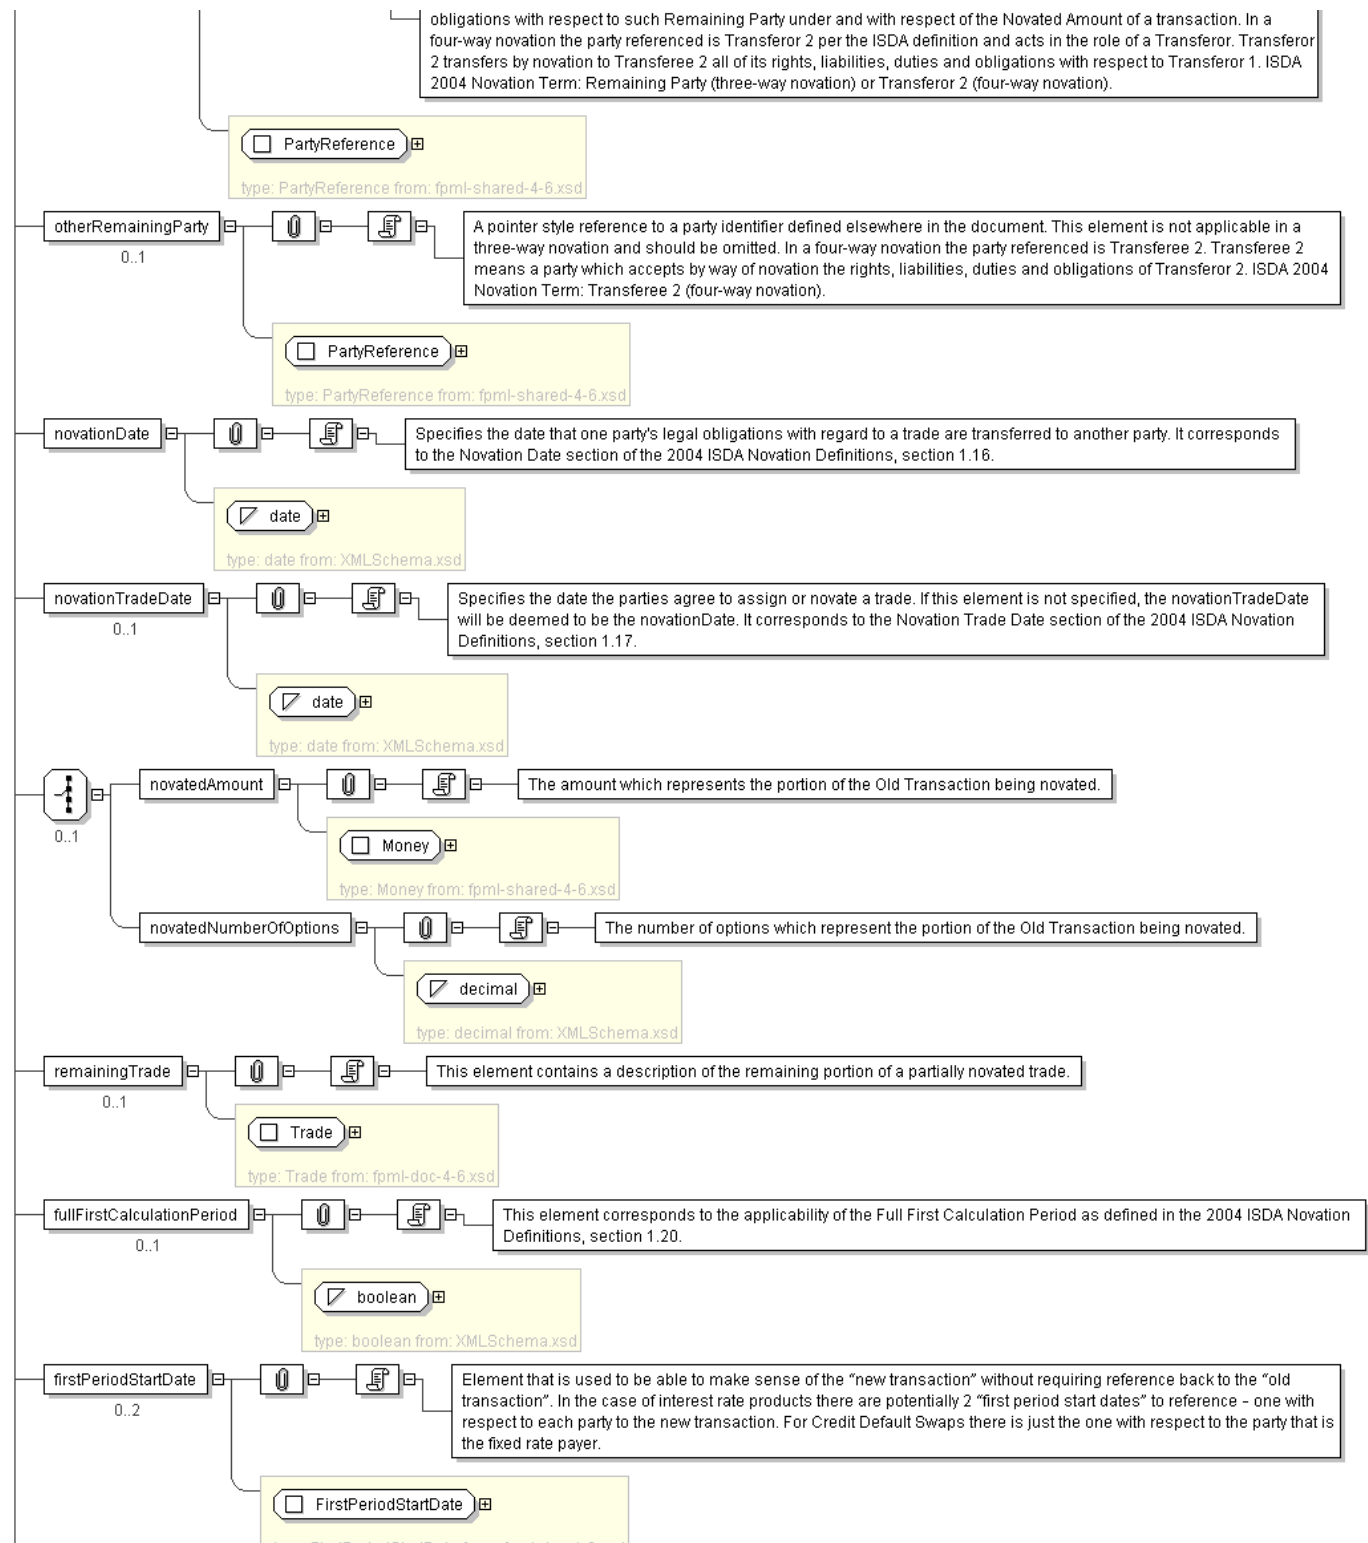 obligations with respect to such Remaining Party under and with respect of the Novated Amount of a transaction. In a
four-way novation the party referenced is Transferor 2 per the ISDA definition and acts in the role of a Transferor. Transferor
2 transfers by novation to Transferee 2 all of its rights, liabilities, duties and obligations with respect to Transferor 1. ISDA
2004 Novation Term: Remaining Party (three-way novation) or Transferor 2 (four-way novation).
PartyReference
type: PartyReference from: fpml-shared-4-6.xsd
otherRemainingParty
0..1
A pointer style reference to a party identifier defined elsewhere in the document. This element is not applicable in a
three-way novation and should be omitted. In a four-way novation the party referenced is Transferee 2. Transferee 2
means a party which accepts by way of novation the rights, liabilities, duties and obligations of Transferor 2. ISDA 2004
Novation Term: Transferee 2 (four-way novation).
PartyReference
type: PartyReference from: fpml-shared-4-6.xsd
novationDate
Specifies the date that one party's legal obligations with regard to a trade are transferred to another party. It corresponds
to the Novation Date section of the 2004 ISDA Novation Definitions, section 1.16.
date
type: date from: XMLSchema.xsd
novationTradeDate
0..1
Specifies the date the parties agree to assign or novate a trade. If this element is not specified, the novationTradeDate
will be deemed to be the novationDate. It corresponds to the Novation Trade Date section of the 2004 ISDA Novation
Definitions, section 1.17.
date
type: date from: XMLSchema.xsd
0..1
novatedAmount
The amount which represents the portion of the Old Transaction being novated.
Money
type: Money from: fpml-shared-4-6.xsd
novatedNumberOfOptions
The number of options which represent the portion of the Old Transaction being novated.
decimal
type: decimal from: XMLSchema.xsd
remainingTrade
0..1
This element contains a description of the remaining portion of a partially novated trade.
Trade
type: Trade from: fpml-doc-4-6.xsd
fullFirstCalculationPeriod
0..1
This element corresponds to the applicability of the Full First Calculation Period as defined in the 2004 ISDA Novation
Definitions, section 1.20.
boolean
type: boolean from: XMLSchema.xsd
firstPeriodStartDate
0..2
Element that is used to be able to make sense of the “new transaction” without requiring reference back to the “old
transaction”. In the case of interest rate products there are potentially 2 “first period start dates” to reference – one with
respect to each party to the new transaction. For Credit Default Swaps there is just the one with respect to the party that is
the fixed rate payer.
FirstPeriodStartDate